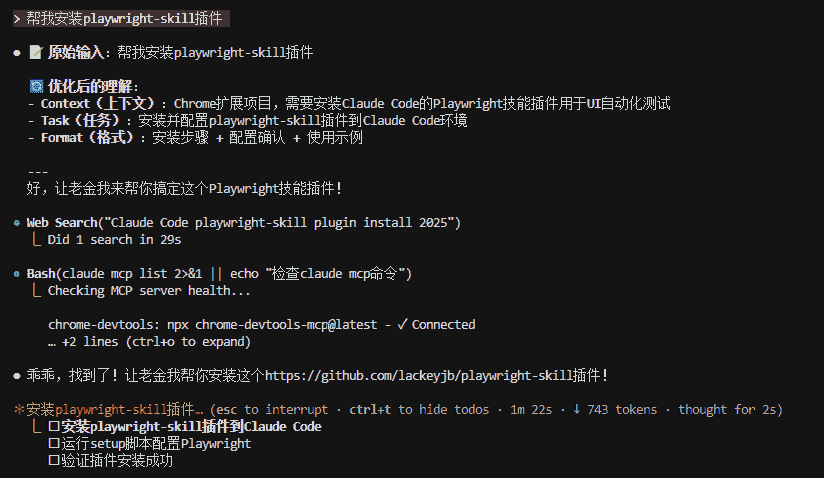 > 帮我安装playwright-skill插件
● 📝 原始输入：帮我安装playwright-skill插件
优化后的理解：
- Context（上下文）：Chrome扩展项目，需要安装Claude Code的Playwright技能插件用于UI自动化测试
- Task（任务）：安装并配置playwright-skill插件到Claude Code环境
- Format（格式）：安装步骤 + 配置确认 + 使用示例
---
好，让老金我来帮你搞定这个Playwright技能插件！
● Web Search("Claude Code playwright-skill plugin install 2025")
⎿ Did 1 search in 29s
● Bash(claude mcp list 2>&1 || echo "检查claude mcp命令")
⎿ Checking MCP server health...
chrome-devtools: npx chrome-devtools-mcp@latest - ✓ Connected
… +2 lines (ctrl+o to expand)
● 乖乖，找到了！让老金我帮你安装这个https://github.com/lackeyjb/playwright-skill插件！
✻安装playwright-skill插件… (esc to interrupt · ctrl+t to hide todos · 1m 22s · ↓ 743 tokens · thought for 2s)
⎿ ☐安装playwright-skill插件到Claude Code
☐运行setup脚本配置Playwright
☐验证插件安装成功